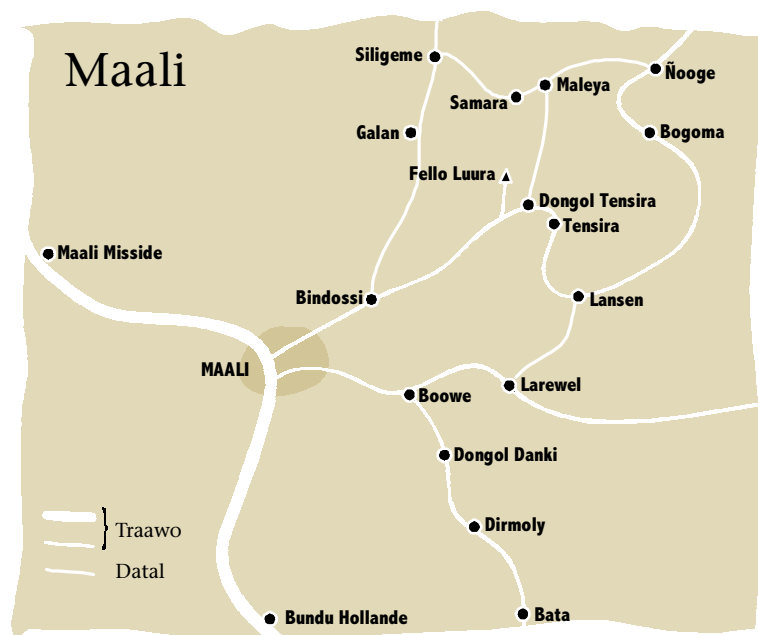 Maali
Siligeme
Maleya
Ñooge
Samara
Galan
Bogoma
Fello Luura
Dongol Tensira
Tensira
Maali Misside
Bindossi
Lansen
MAALI
Larewel
Boowe
Dongol Danki
Dirmoly
Traawo
Datal
Bundu Hollande
Bata